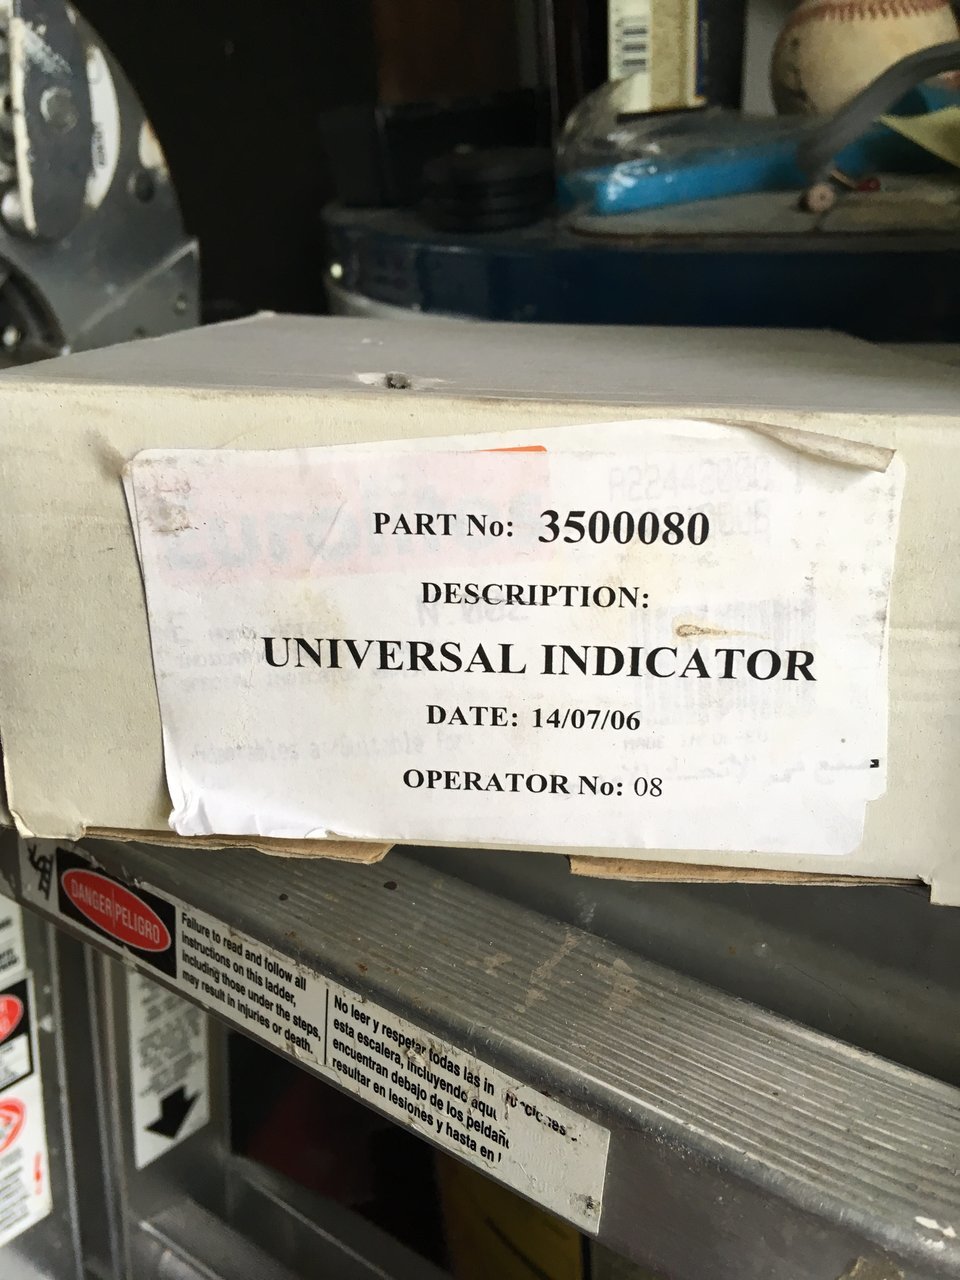 PART No: 3500080
DESCRIPTION:
UNIVERSAL INDICATOR
DATE: 14/07/06
OPERATOR No: 08
DANGER PELIGRO
Failure to read and follow all
instructions on this ladder,
including those under the steps,
may result in injuries or death.
No leer y respetar todas las in
esta escalera, incluyendo
encuentran debajo de los
resultar en lesiones y hasta en